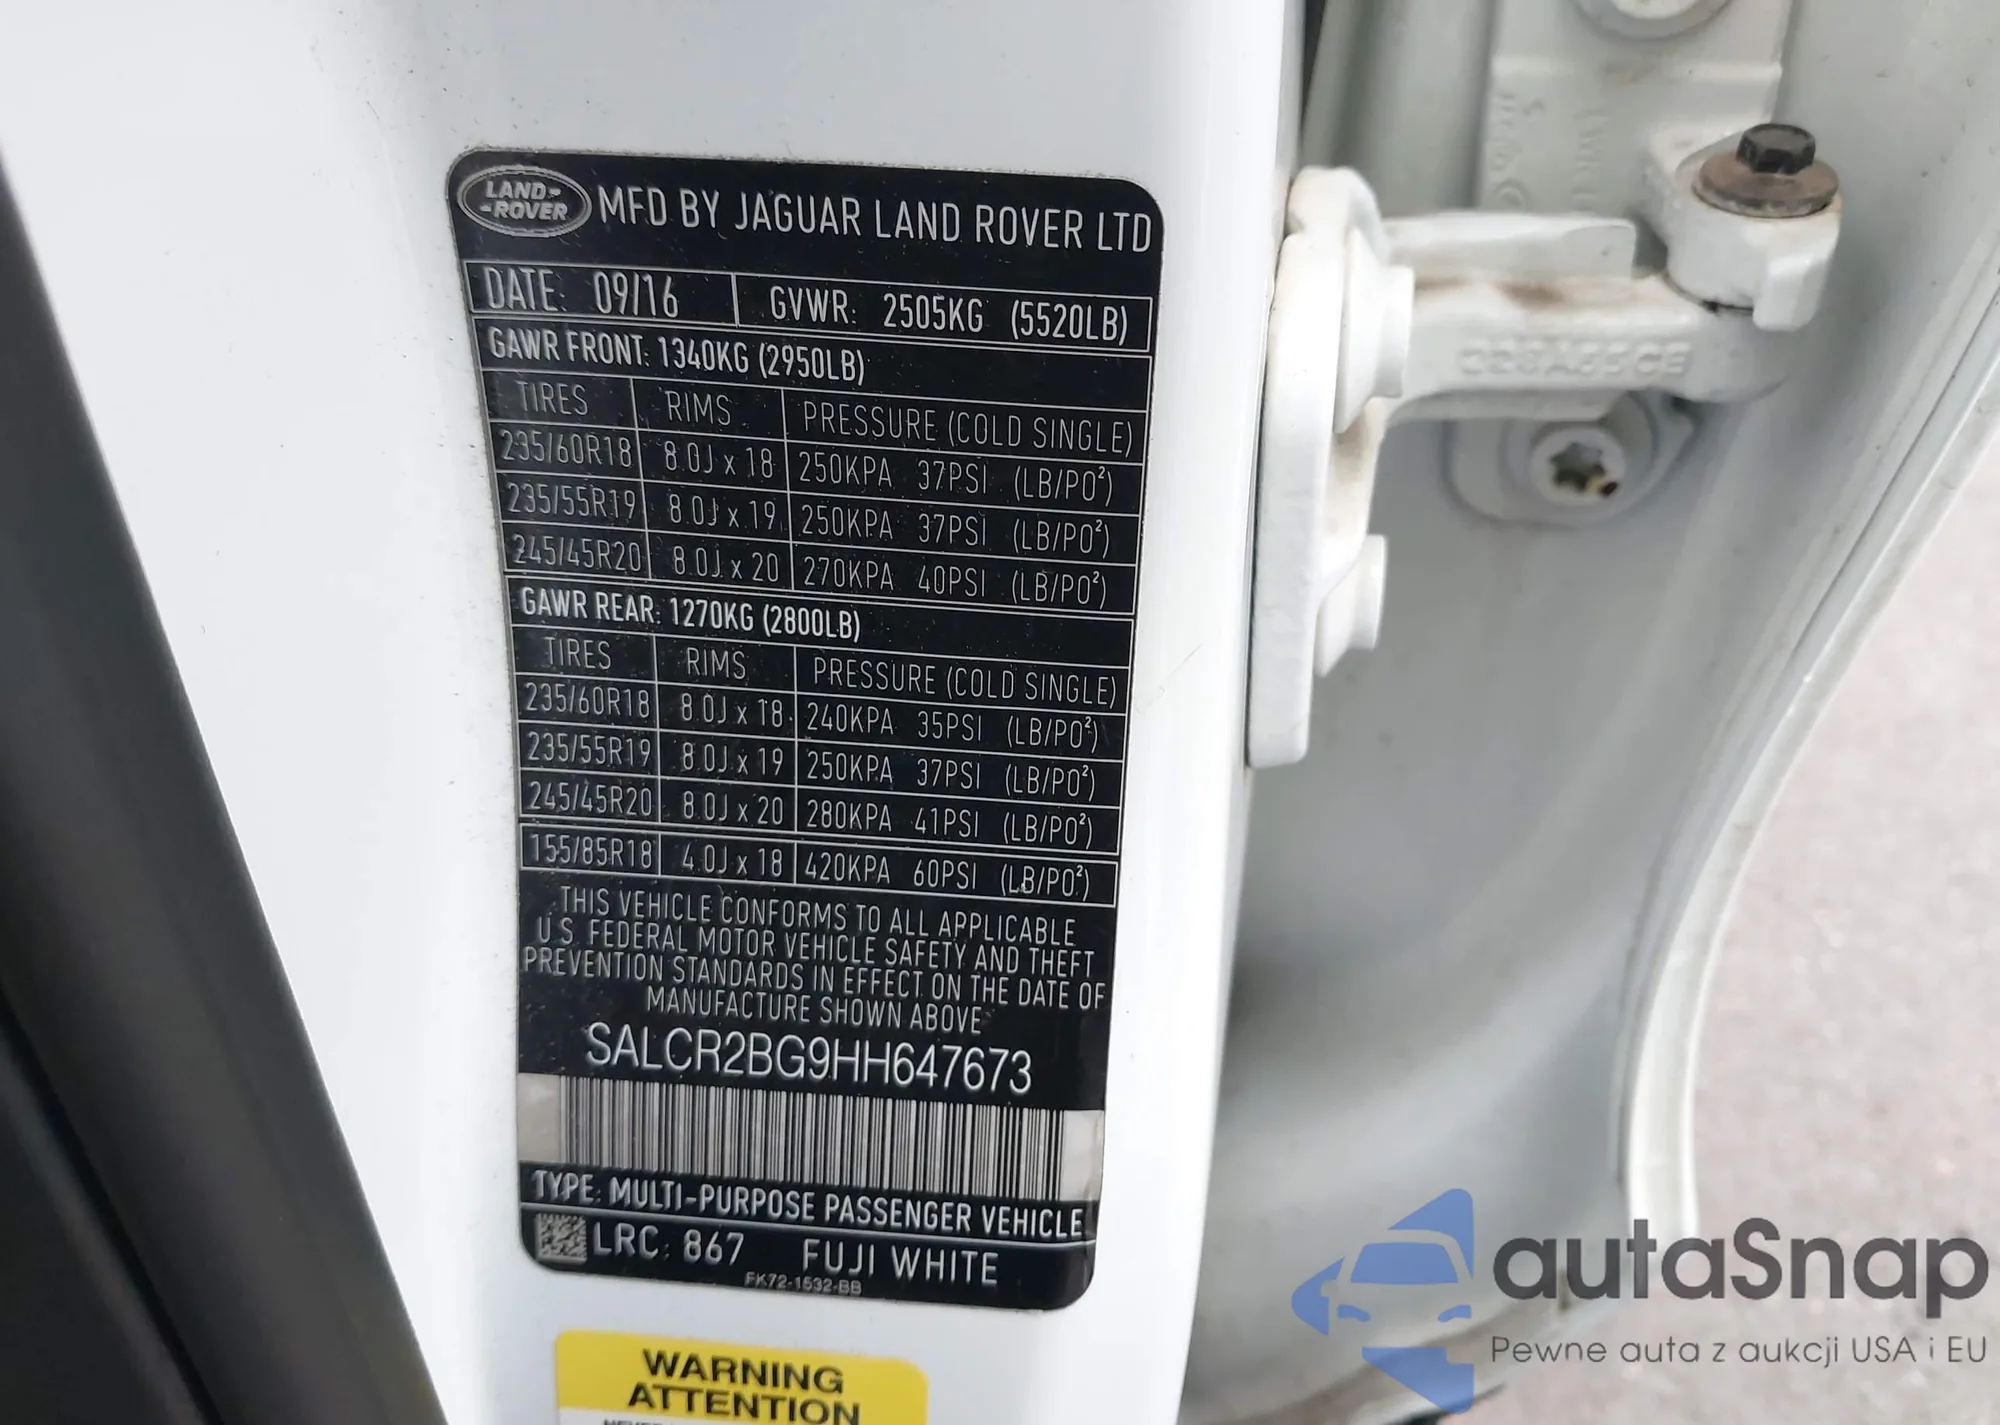 LAND-
-ROVER
MFD BY JAGUAR LAND ROVER LTD
DATE: 09/16 GVWR: 2505KG (5520LB)
GAWR FRONT: 1340KG (2950LB)
TIRES RIMS PRESSURE (COLD SINGLE)
235/60R18 8.0J x 18 250KPA 37PSI (LB/PO²)
235/55R19 8.0J x 19 250KPA 37PSI (LB/PO²)
245/45R20 8.0J x 20 270KPA 40PSI (LB/PO²)
GAWR REAR: 1270KG (2800LB)
TIRES RIMS PRESSURE (COLD SINGLE)
235/60R18 8.0J x 18 240KPA 35PSI (LB/PO²)
235/55R19 8.0J x 19 250KPA 37PSI (LB/PO²)
245/45R20 8.0J x 20 280KPA 41PSI (LB/PO²)
155/85R18 4.0J x 18 420KPA 60PSI (LB/PO²)
THIS VEHICLE CONFORMS TO ALL APPLICABLE
U.S. FEDERAL MOTOR VEHICLE SAFETY AND THEFT
PREVENTION STANDARDS IN EFFECT ON THE DATE OF
MANUFACTURE SHOWN ABOVE
SALCR2BG9HH647673
TYPE: MULTI-PURPOSE PASSENGER VEHICLE
LRC: 867 FUJI WHITE
FK72-1532-BB
WARNING
ATTENTION
autaSnap
Pewne auta z aukcji USA i EU